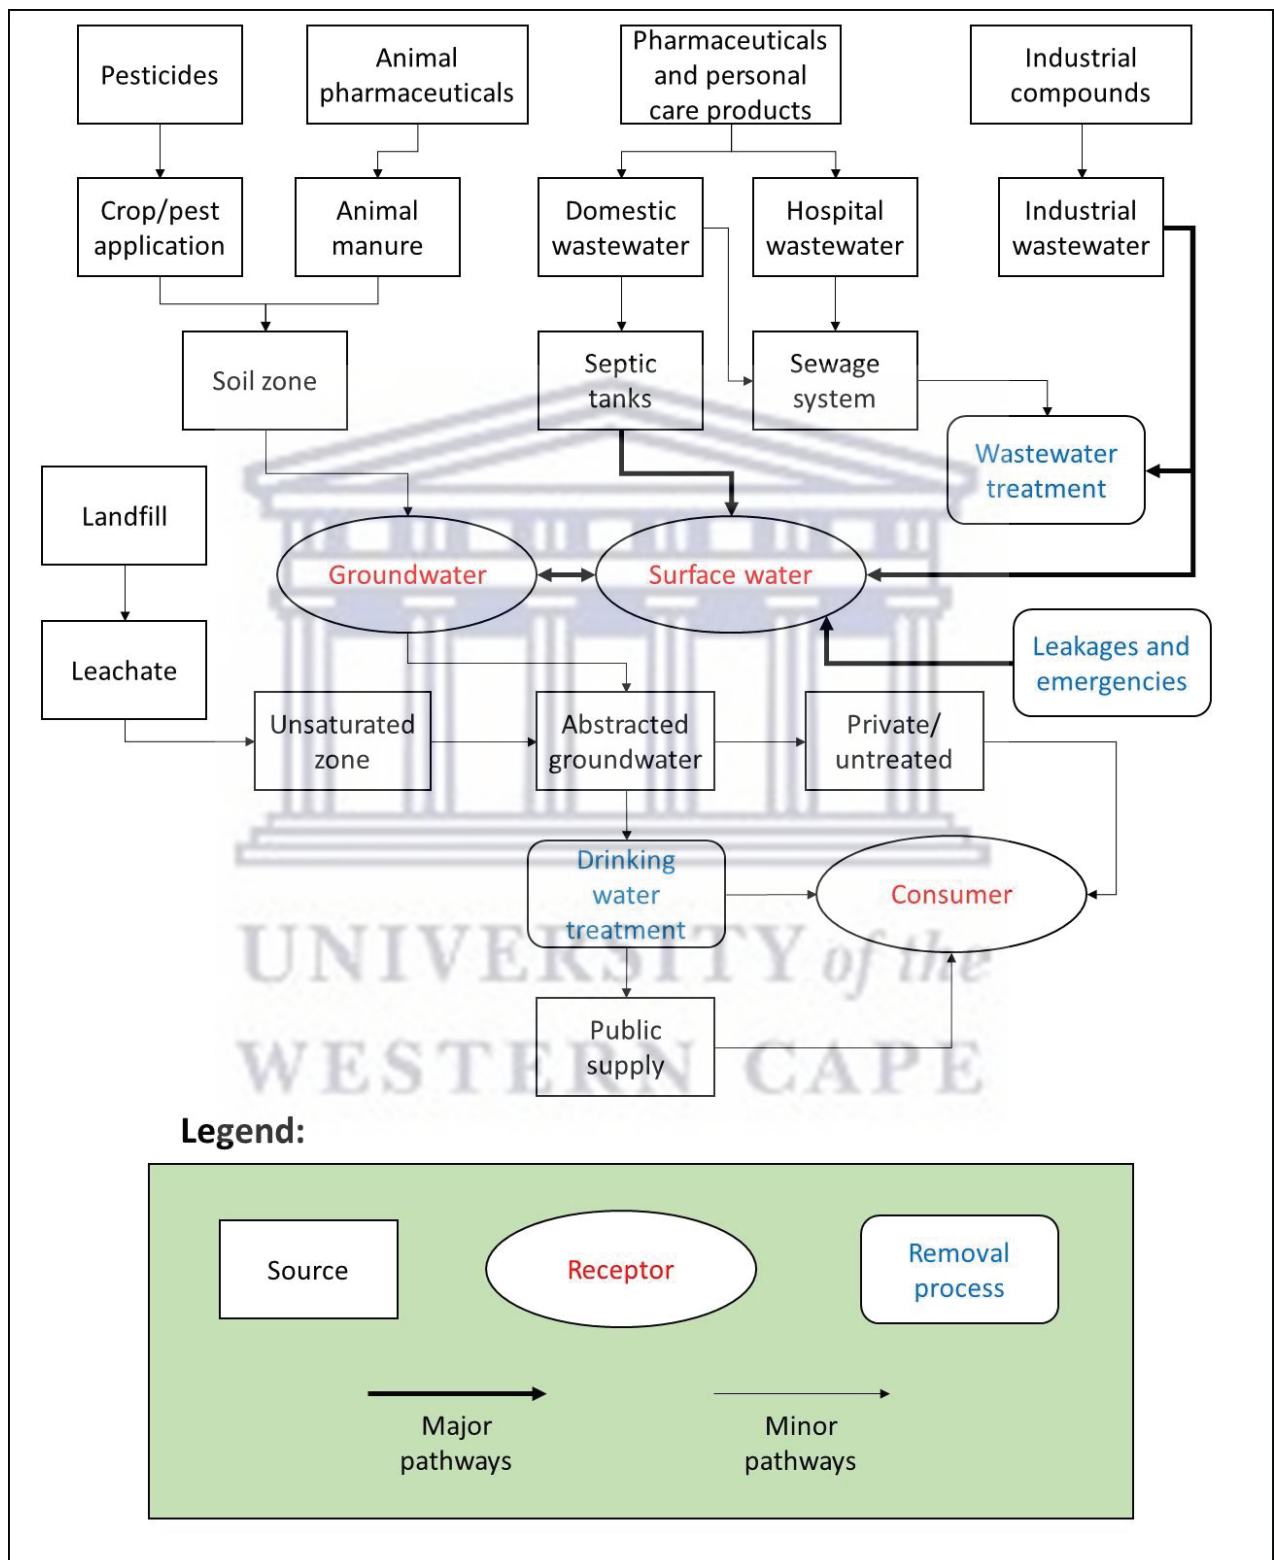 Pesticides
Animal
pharmaceuticals
Pharmaceuticals
and personal
care products
Industrial
compounds
Crop/pest
application
Animal
manure
Domestic
wastewater
Hospital
wastewater
Industrial
wastewater
Soil zone
Septic
tanks
Sewage
system
Wastewater
treatment
Landfill
Groundwater
Surface water
Leachate
Leakages and
emergencies
Unsaturated
zone
Abstracted
groundwater
Private/
untreated
Drinking
water
treatment
Consumer
UNIVERSITY of the
Public
supply
WESTERN CAPE
Legend:
Source
Receptor
Removal
process
Major
pathways
Minor
pathways